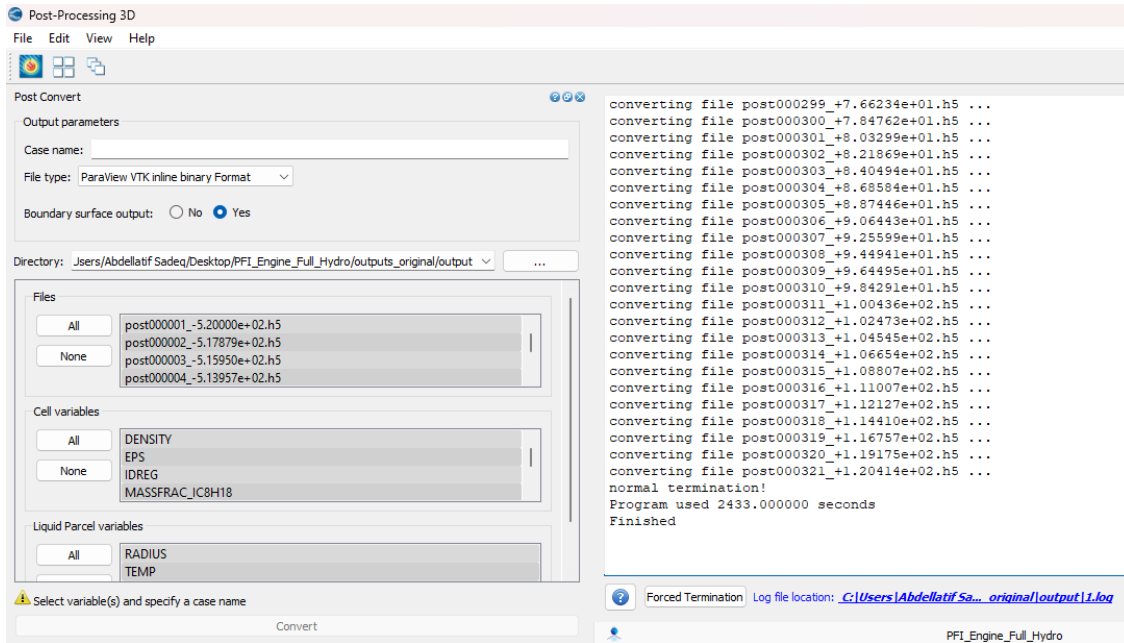 Post-Processing 3D
File Edit View Help
Post Convert
Output parameters
Case name:
File type: ParaView VTK inline binary Format
Boundary surface output: No Yes
Directory: Jsers/Abdellatif Sadeq/Desktop/PFI_Engine_Full_Hydro/outputs_original/output ...
Files
All
None
post000001_-5.20000e+02.h5
post000002_-5.17879e+02.h5
post000003_-5.15950e+02.h5
post000004_-5.13957e+02.h5
Cell variables
All
None
DENSITY
EPS
IDREG
MASSFRAC_IC8H18
Liquid Parcel variables
All
RADIUS
TEMP
Select variable(s) and specify a case name
Convert
converting file post000299_+7.66234e+01.h5 ...
converting file post000300_+7.84762e+01.h5 ...
converting file post000301_+8.03299e+01.h5 ...
converting file post000302_+8.21869e+01.h5 ...
converting file post000303_+8.40494e+01.h5 ...
converting file post000304_+8.68584e+01.h5 ...
converting file post000305_+8.87446e+01.h5 ...
converting file post000306_+9.06443e+01.h5 ...
converting file post000307_+9.25599e+01.h5 ...
converting file post000308_+9.44941e+01.h5 ...
converting file post000309_+9.64495e+01.h5 ...
converting file post000310_+9.84291e+01.h5 ...
converting file post000311_+1.00436e+02.h5 ...
converting file post000312_+1.02473e+02.h5 ...
converting file post000313_+1.04545e+02.h5 ...
converting file post000314_+1.06654e+02.h5 ...
converting file post000315_+1.08807e+02.h5 ...
converting file post000316_+1.11007e+02.h5 ...
converting file post000317_+1.12127e+02.h5 ...
converting file post000318_+1.14410e+02.h5 ...
converting file post000319_+1.16757e+02.h5 ...
converting file post000320_+1.19175e+02.h5 ...
converting file post000321_+1.20414e+02.h5 ...
normal termination!
Program used 2433.000000 seconds
Finished
Forced Termination Log file location: C:\Users\Abdellatif Sa... original\output\1.log
PFI_Engine_Full_Hydro